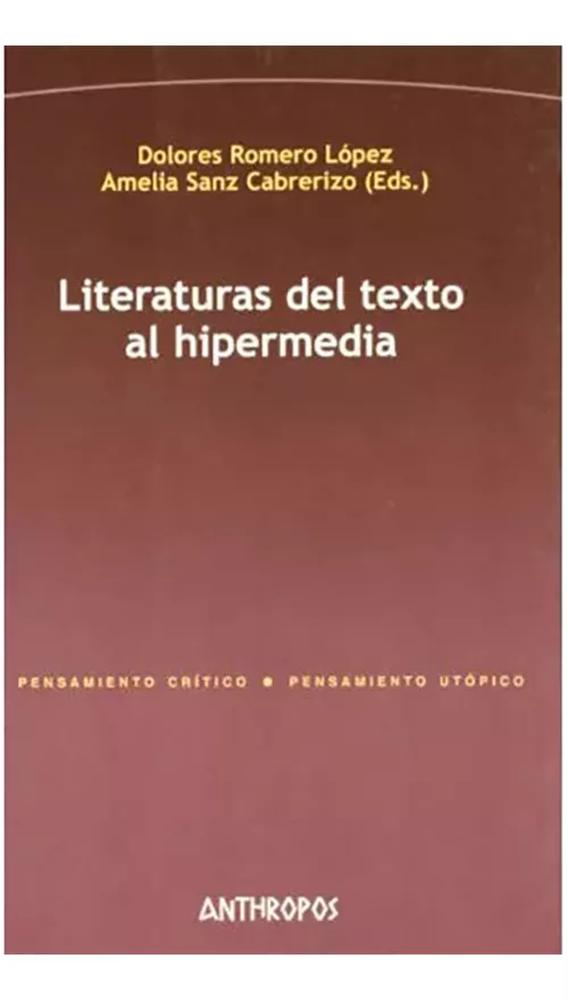 Dolores Romero López
Amelia Sanz Cabrerizo (Eds.)
Literaturas del texto
al hipermedia
PENSAMIENTO CRÍTICO ● PENSAMIENTO UTÓPICO
ANTHROPOS